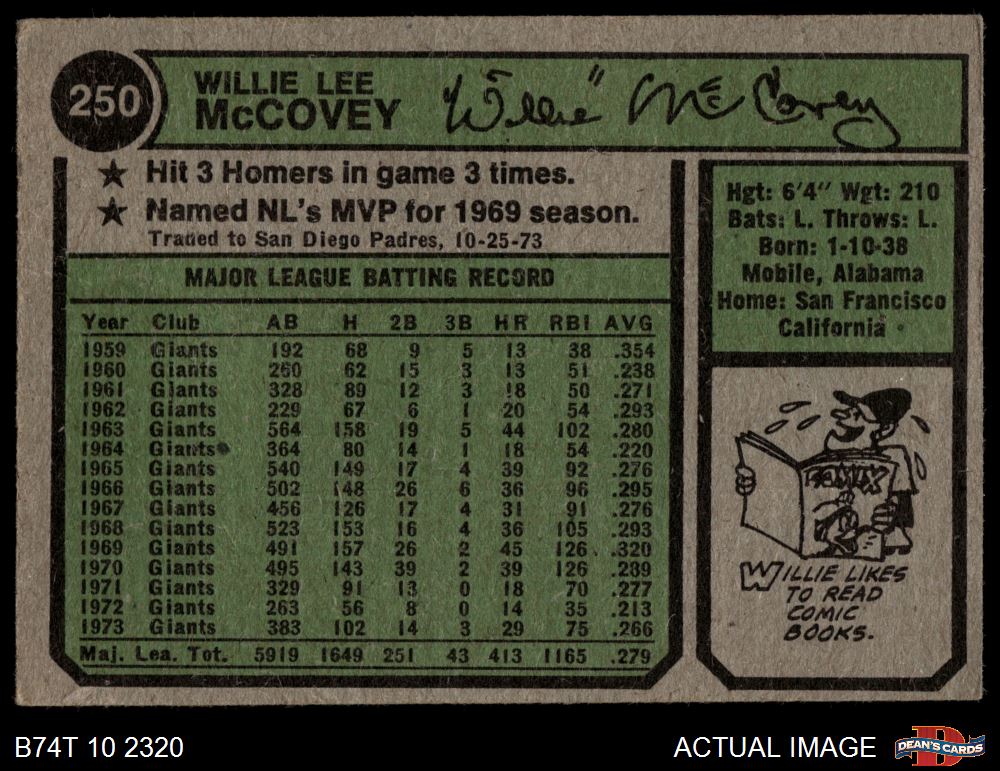 250
WILLIE LEE
McCOVEY
"Willie" McCovey
★ Hit 3 Homers in game 3 times.
★ Named NL's MVP for 1969 season.
Traded to San Diego Padres, 10-25-73
MAJOR LEAGUE BATTING RECORD
Year Club AB H 2B 3B HR RBI AVG
1959 Giants 192 68 9 5 13 38 .354
1960 Giants 260 62 15 3 13 51 .238
1961 Giants 328 89 12 3 18 50 .271
1962 Giants 229 67 6 1 20 54 .293
1963 Giants 564 158 19 5 44 102 .280
1964 Giants 364 80 14 1 18 54 .220
1965 Giants 540 149 17 4 39 92 .276
1966 Giants 502 148 26 6 36 96 .295
1967 Giants 456 126 17 4 31 91 .276
1968 Giants 523 153 16 4 36 105 .293
1969 Giants 491 157 26 2 45 126 .320
1970 Giants 495 143 39 2 39 126 .289
1971 Giants 329 91 13 0 18 70 .277
1972 Giants 263 56 8 0 14 35 .213
1973 Giants 383 102 14 3 29 75 .266
Maj. Lea. Tot. 5919 1649 251 43 413 1165 .279
Hgt: 6'4" Wgt: 210
Bats: L. Throws: L.
Born: 1-10-38
Mobile, Alabama
Home: San Francisco
California
KOMIX
WILLIE LIKES
TO READ
COMIC
BOOKS.
B74T 10 2320
ACTUAL IMAGE
DEAN'S CARDS